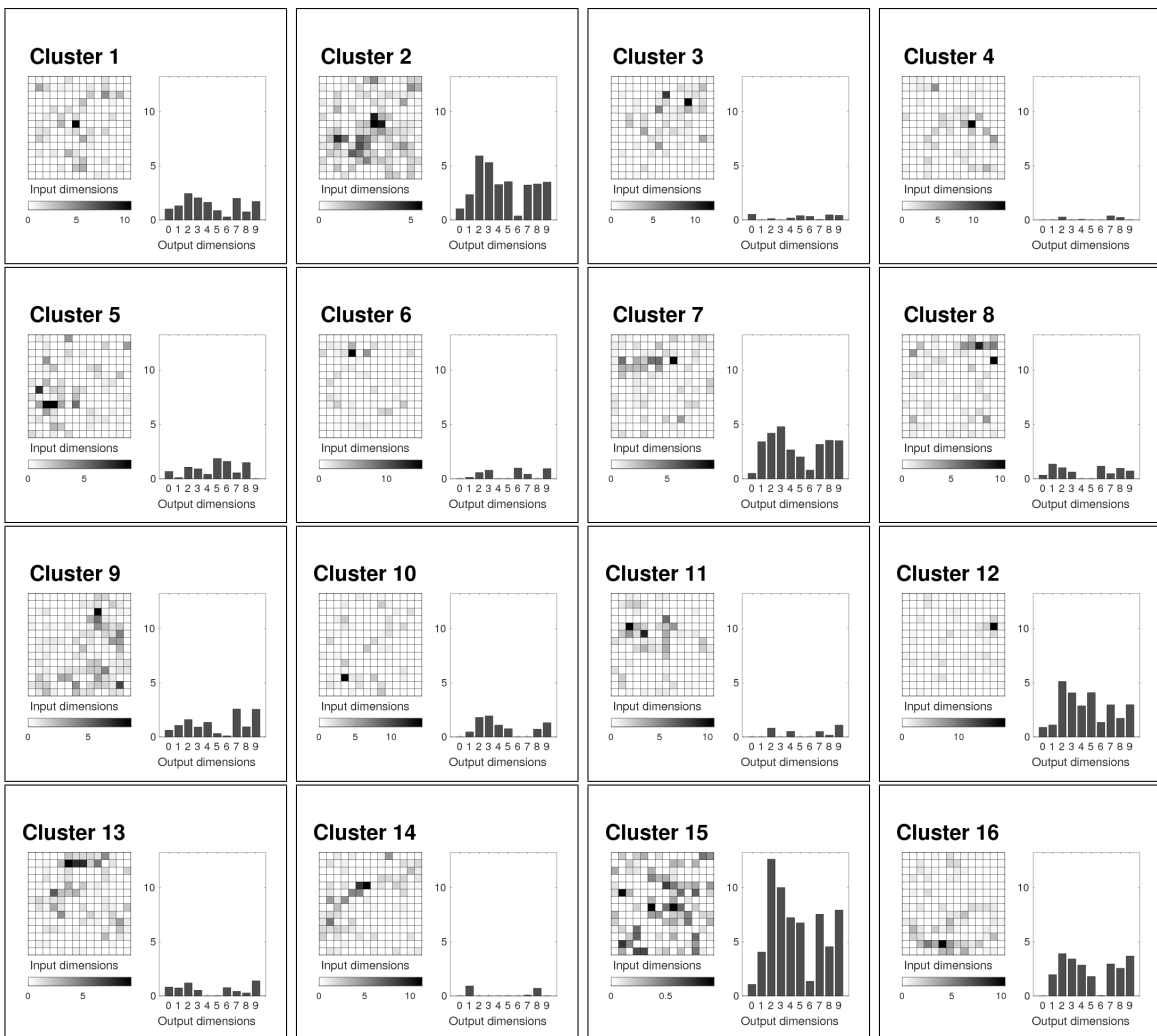 Cluster 1
10
5
0
Input dimensions
0 5 10
0 1 2 3 4 5 6 7 8 9
Output dimensions
Cluster 2
10
5
0
Input dimensions
0 5
0 1 2 3 4 5 6 7 8 9
Output dimensions
Cluster 3
10
5
0
Input dimensions
0 5 10
0 1 2 3 4 5 6 7 8 9
Output dimensions
Cluster 4
10
5
0
Input dimensions
0 5 10
0 1 2 3 4 5 6 7 8 9
Output dimensions
Cluster 5
10
5
0
Input dimensions
0 5
0 1 2 3 4 5 6 7 8 9
Output dimensions
Cluster 6
10
5
0
Input dimensions
0 10
0 1 2 3 4 5 6 7 8 9
Output dimensions
Cluster 7
10
5
0
Input dimensions
0 5
0 1 2 3 4 5 6 7 8 9
Output dimensions
Cluster 8
10
5
0
Input dimensions
0 5
0 1 2 3 4 5 6 7 8 9
Output dimensions
Cluster 9
10
5
0
Input dimensions
0 5
0 1 2 3 4 5 6 7 8 9
Output dimensions
Cluster 10
10
5
0
Input dimensions
0 5 10
0 1 2 3 4 5 6 7 8 9
Output dimensions
Cluster 11
10
5
0
Input dimensions
0 5 10
0 1 2 3 4 5 6 7 8 9
Output dimensions
Cluster 12
10
5
0
Input dimensions
0 10
0 1 2 3 4 5 6 7 8 9
Output dimensions
Cluster 13
10
5
0
Input dimensions
0 5
0 1 2 3 4 5 6 7 8 9
Output dimensions
Cluster 14
10
5
0
Input dimensions
0 5 10
0 1 2 3 4 5 6 7 8 9
Output dimensions
Cluster 15
10
5
0
Input dimensions
0 0.5
0 1 2 3 4 5 6 7 8 9
Output dimensions
Cluster 16
10
5
0
Input dimensions
0 5 10
0 1 2 3 4 5 6 7 8 9
Output dimensions